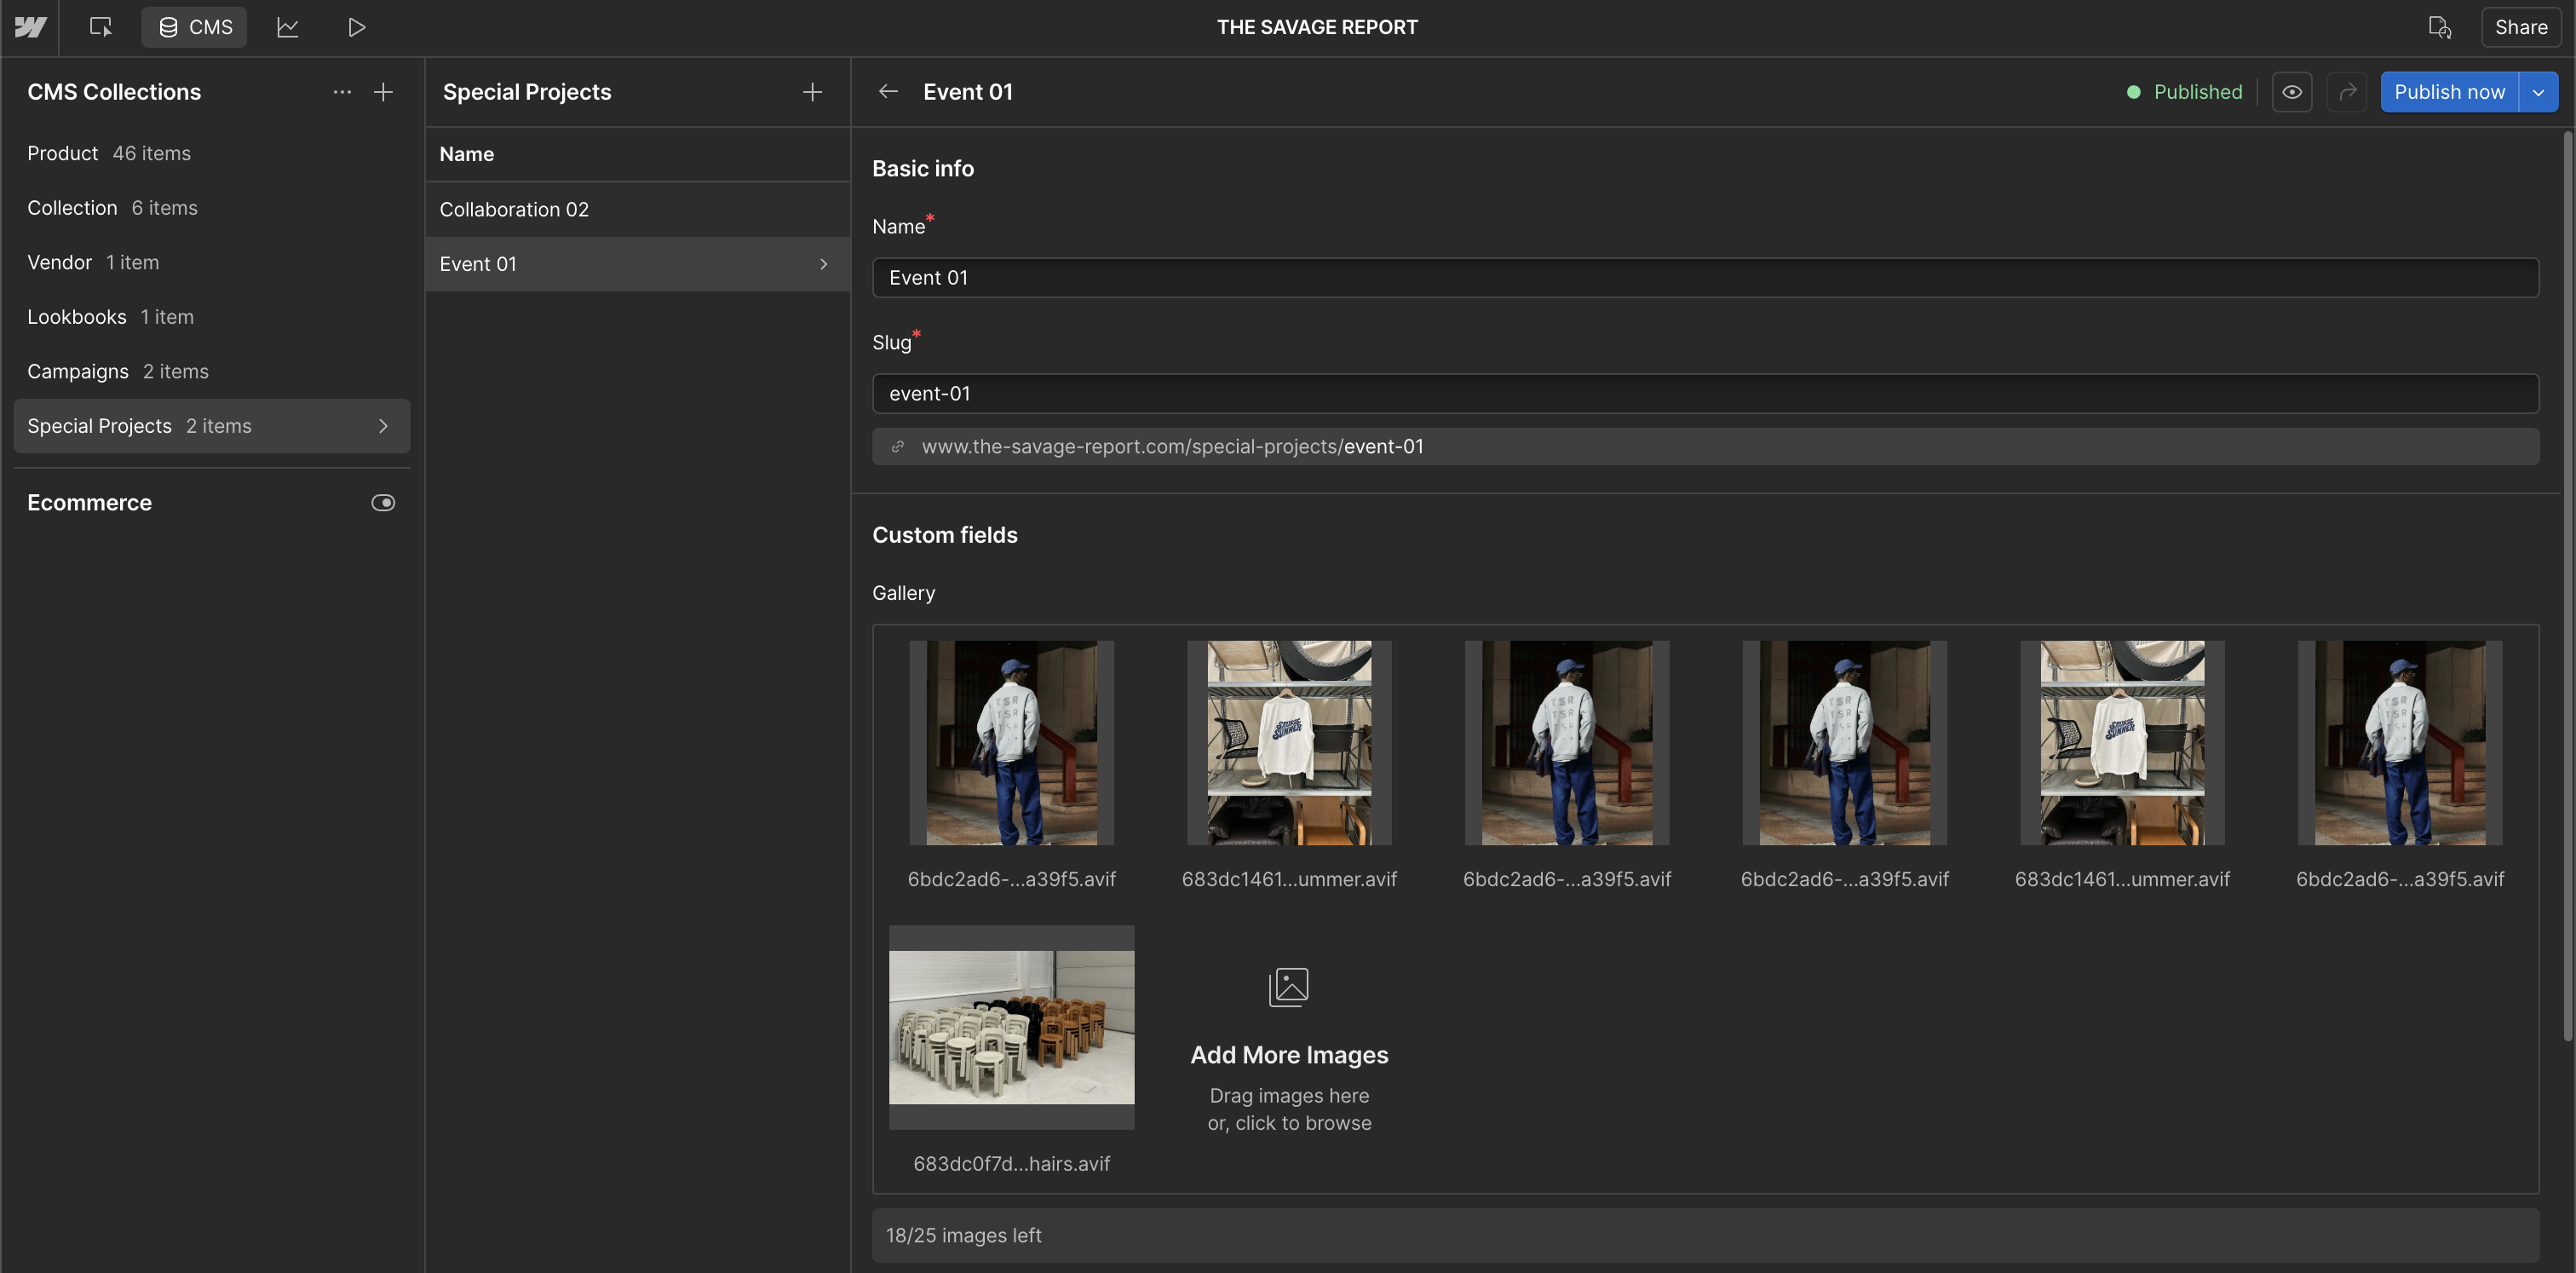 CMS
THE SAVAGE REPORT
Share
CMS Collections
Product 46 items
Collection 6 items
Vendor 1 item
Lookbooks 1 item
Campaigns 2 items
Special Projects 2 items
Ecommerce
Special Projects
Name
Collaboration 02
Event 01
Event 01
Published
Publish now
Basic info
Name*
Event 01
Slug*
event-01
www.the-savage-report.com/special-projects/event-01
Custom fields
Gallery
6bdc2ad6-...a39f5.avif
683dc1461...ummer.avif
6bdc2ad6-...a39f5.avif
6bdc2ad6-...a39f5.avif
683dc1461...ummer.avif
6bdc2ad6-...a39f5.avif
683dc0f7d...hairs.avif
Add More Images
Drag images here
or, click to browse
18/25 images left